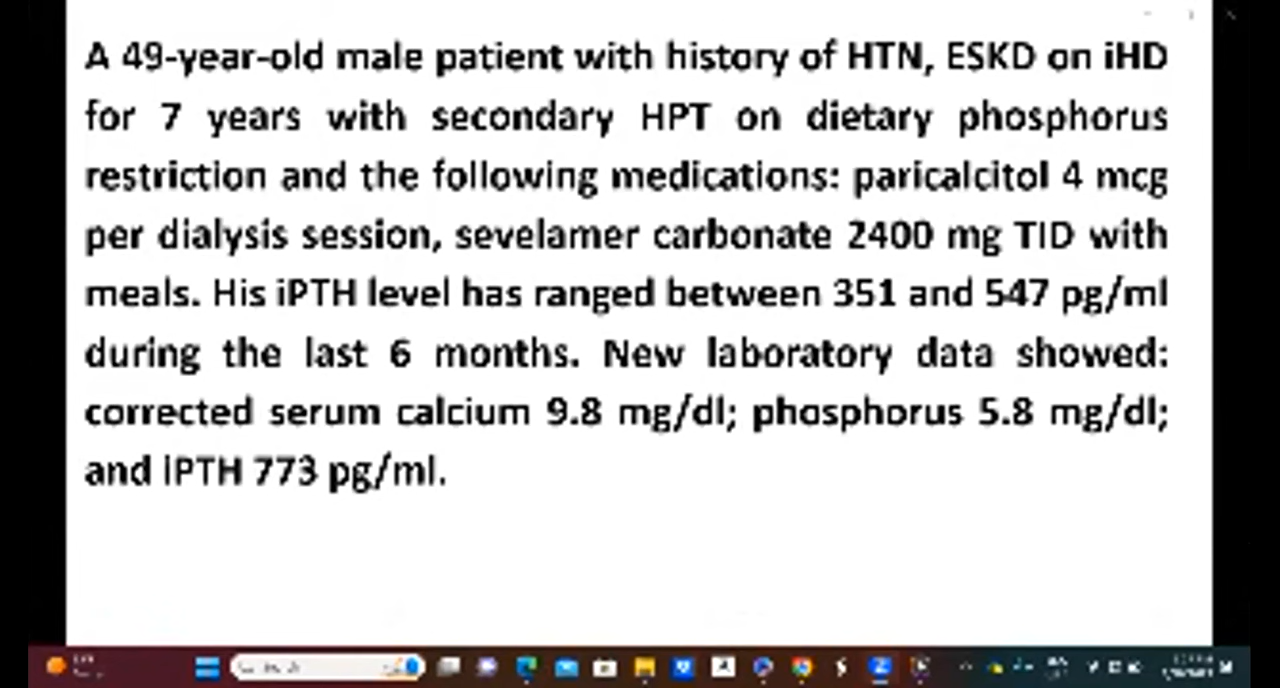 A 49-year-old male patient with history of HTN, ESKD on iHD
for 7 years with secondary HPT on dietary phosphorus
restriction and the following medications: paricalcitol 4 mcg
per dialysis session, sevelamer carbonate 2400 mg TID with
meals. His iPTH level has ranged between 351 and 547 pg/ml
during the last 6 months. New laboratory data showed:
corrected serum calcium 9.8 mg/dl; phosphorus 5.8 mg/dl;
and iPTH 773 pg/ml.